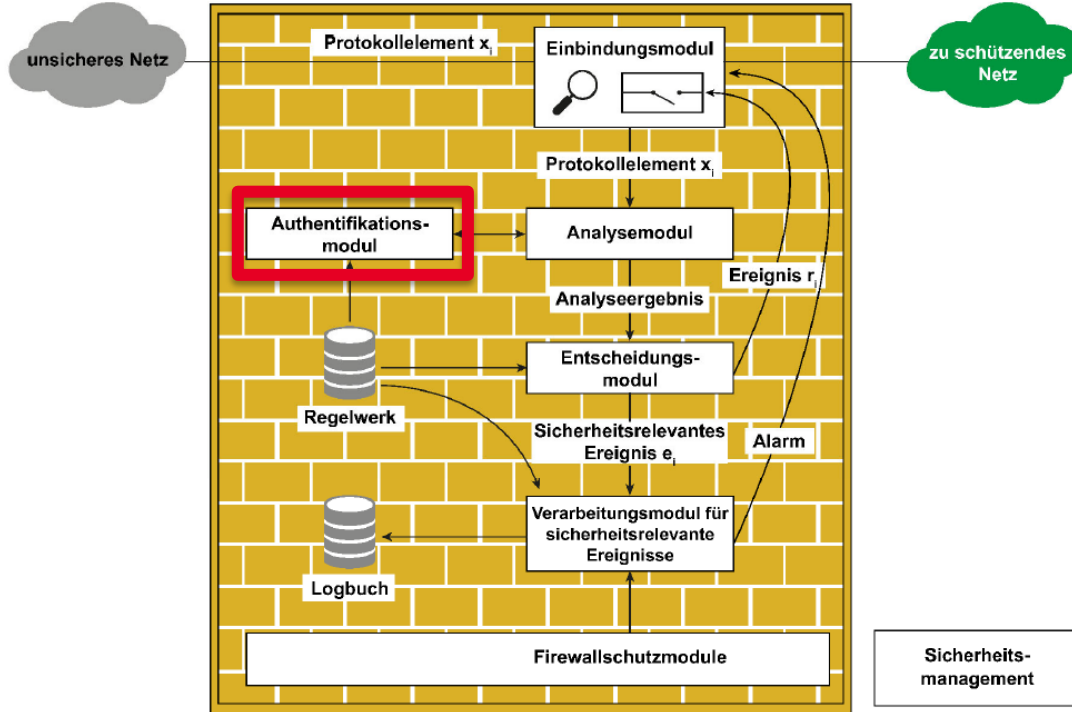 unsicheres Netz
Protokollelement xi
Einbindungsmodul
zu schützendes
Netz
Protokollelement xi
Authentifikations-
modul
Analysemodul
Ereignis ri
Analyseergebnis
Entscheidungs-
modul
Regelwerk
Sicherheitsrelevantes
Ereignis ei
Alarm
Verarbeitungsmodul für
sicherheitsrelevante
Ereignisse
Logbuch
Firewallschutzmodule
Sicherheits-
management